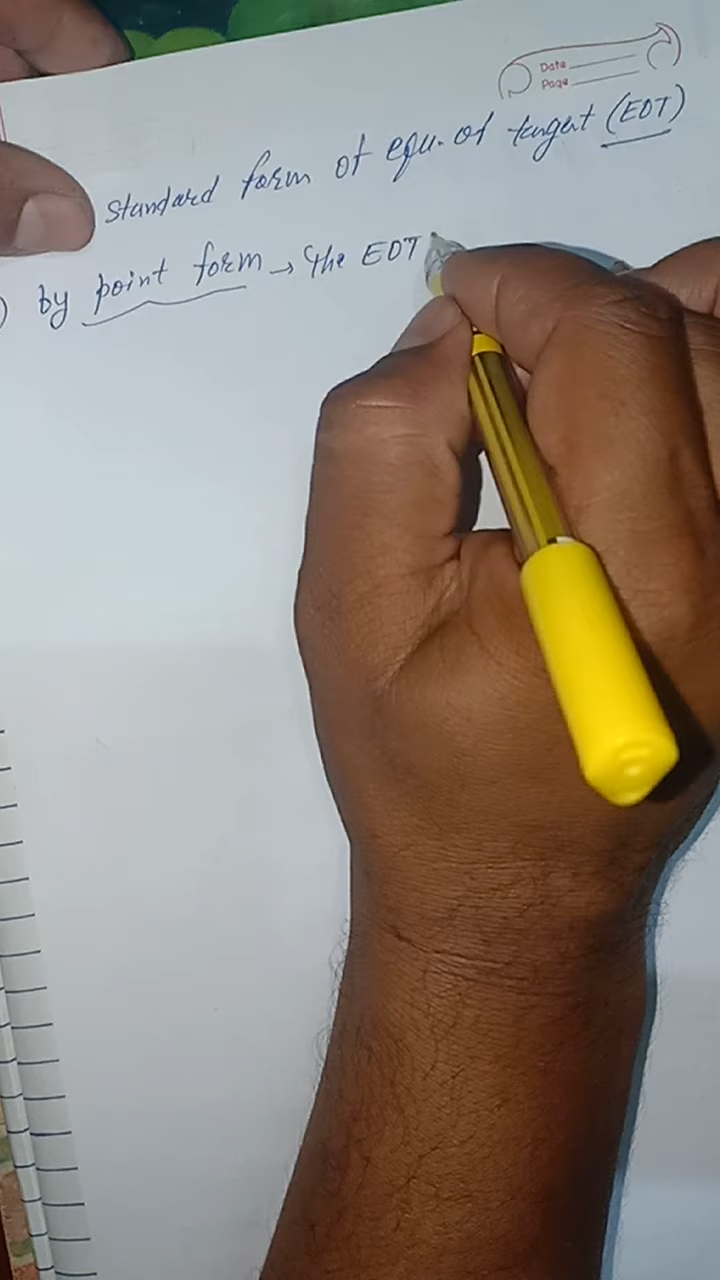 Date
Page
Standard form of equ. of tangent (EOT)
) by point form → The EOT